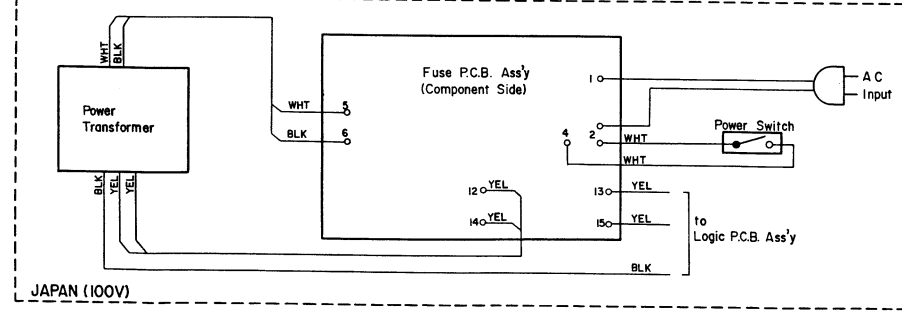 WHT
BLK
Power
Transformer
BLK
YEL
YEL
WHT
BLK
5
6
Fuse P.C.B. Ass'y
(Component Side)
1
2
4
12
YEL
14
YEL
13
YEL
15
YEL
BLK
WHT
WHT
Power Switch
AC
Input
to
Logic P.C.B. Ass'y
JAPAN (100V)